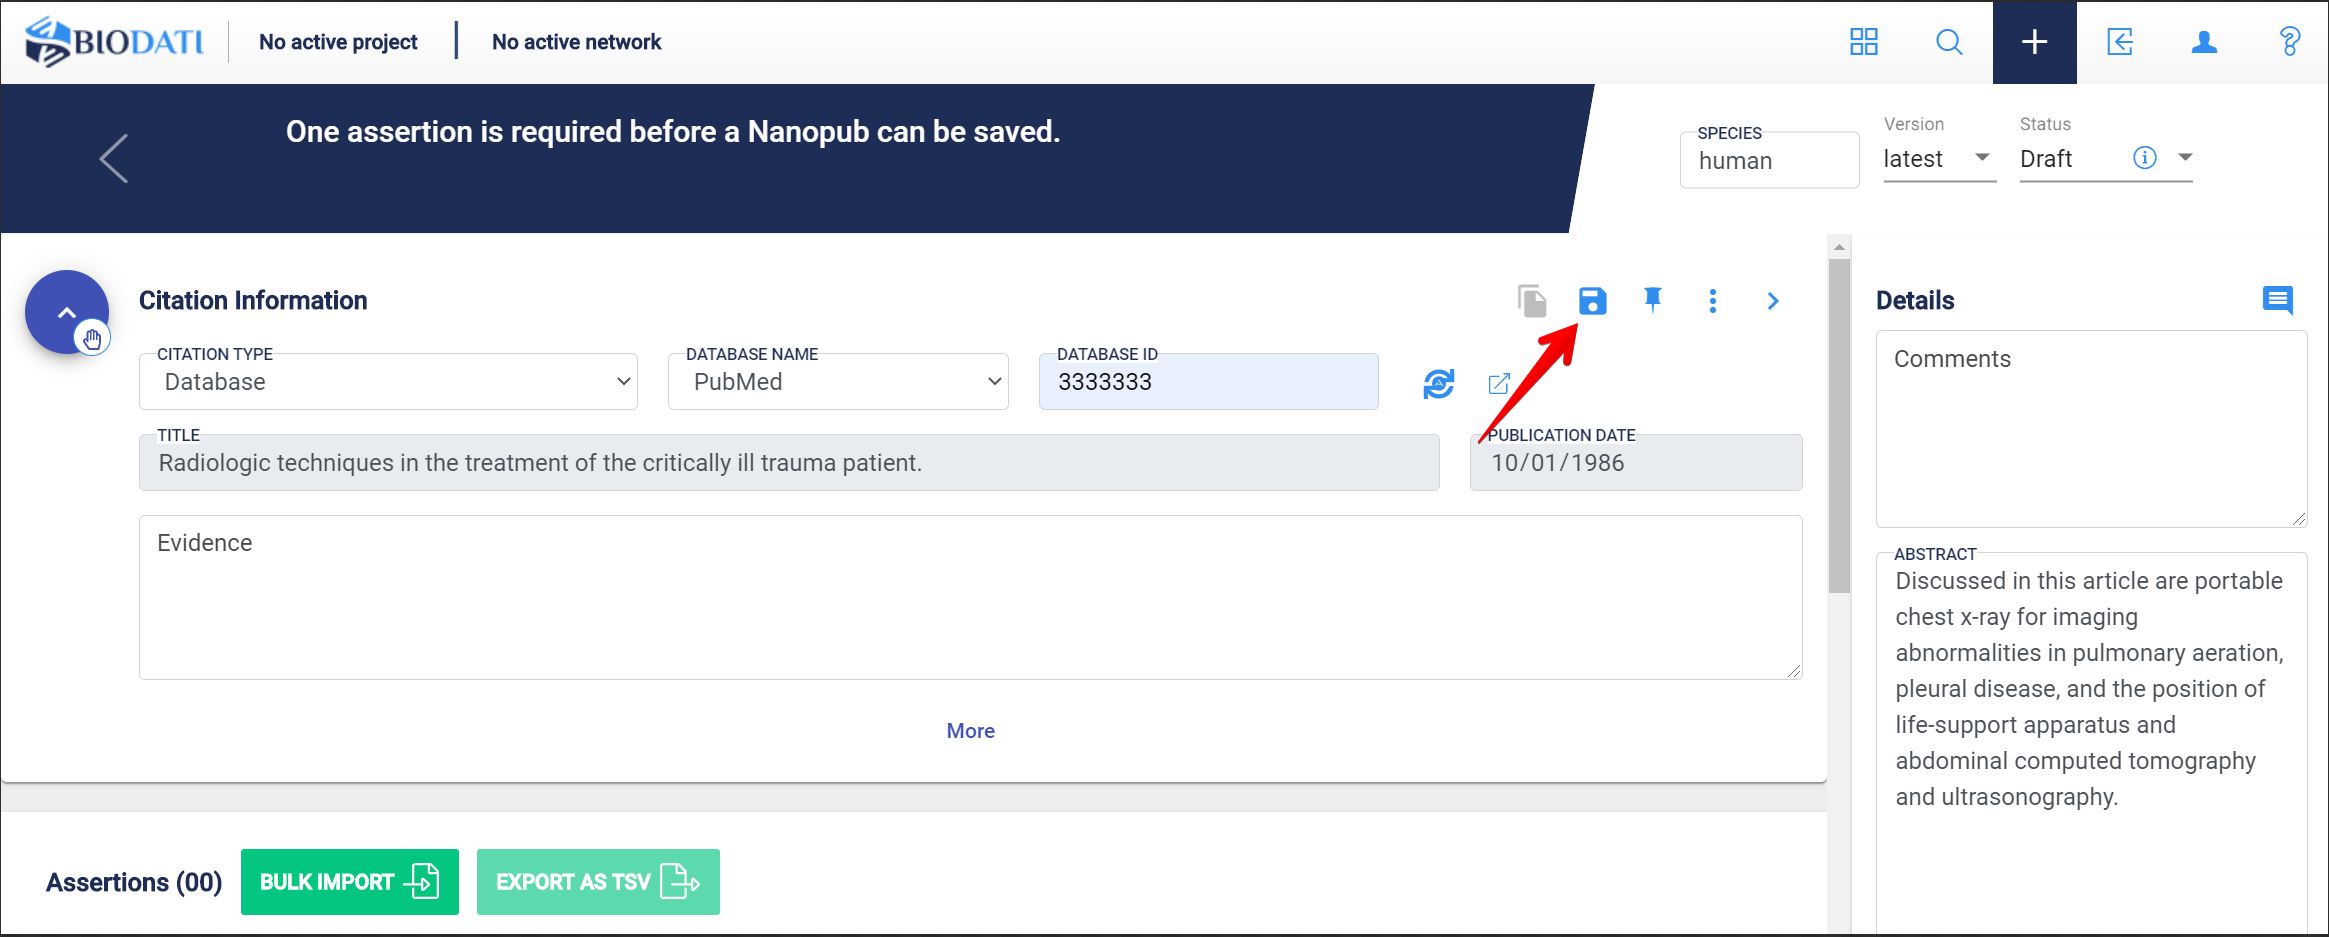 BIODATI
No active project
No active network
One assertion is required before a Nanopub can be saved.
SPECIES
human
Version
latest
Status
Draft
Citation Information
CITATION TYPE
Database
DATABASE NAME
PubMed
DATABASE ID
3333333
TITLE
Radiologic techniques in the treatment of the critically ill trauma patient.
PUBLICATION DATE
10/01/1986
Evidence
More
Assertions (00)
BULK IMPORT
EXPORT AS TSV
Details
Comments
ABSTRACT
Discussed in this article are portable
chest x-ray for imaging
abnormalities in pulmonary aeration,
pleural disease, and the position of
life-support apparatus and
abdominal computed tomography
and ultrasonography.